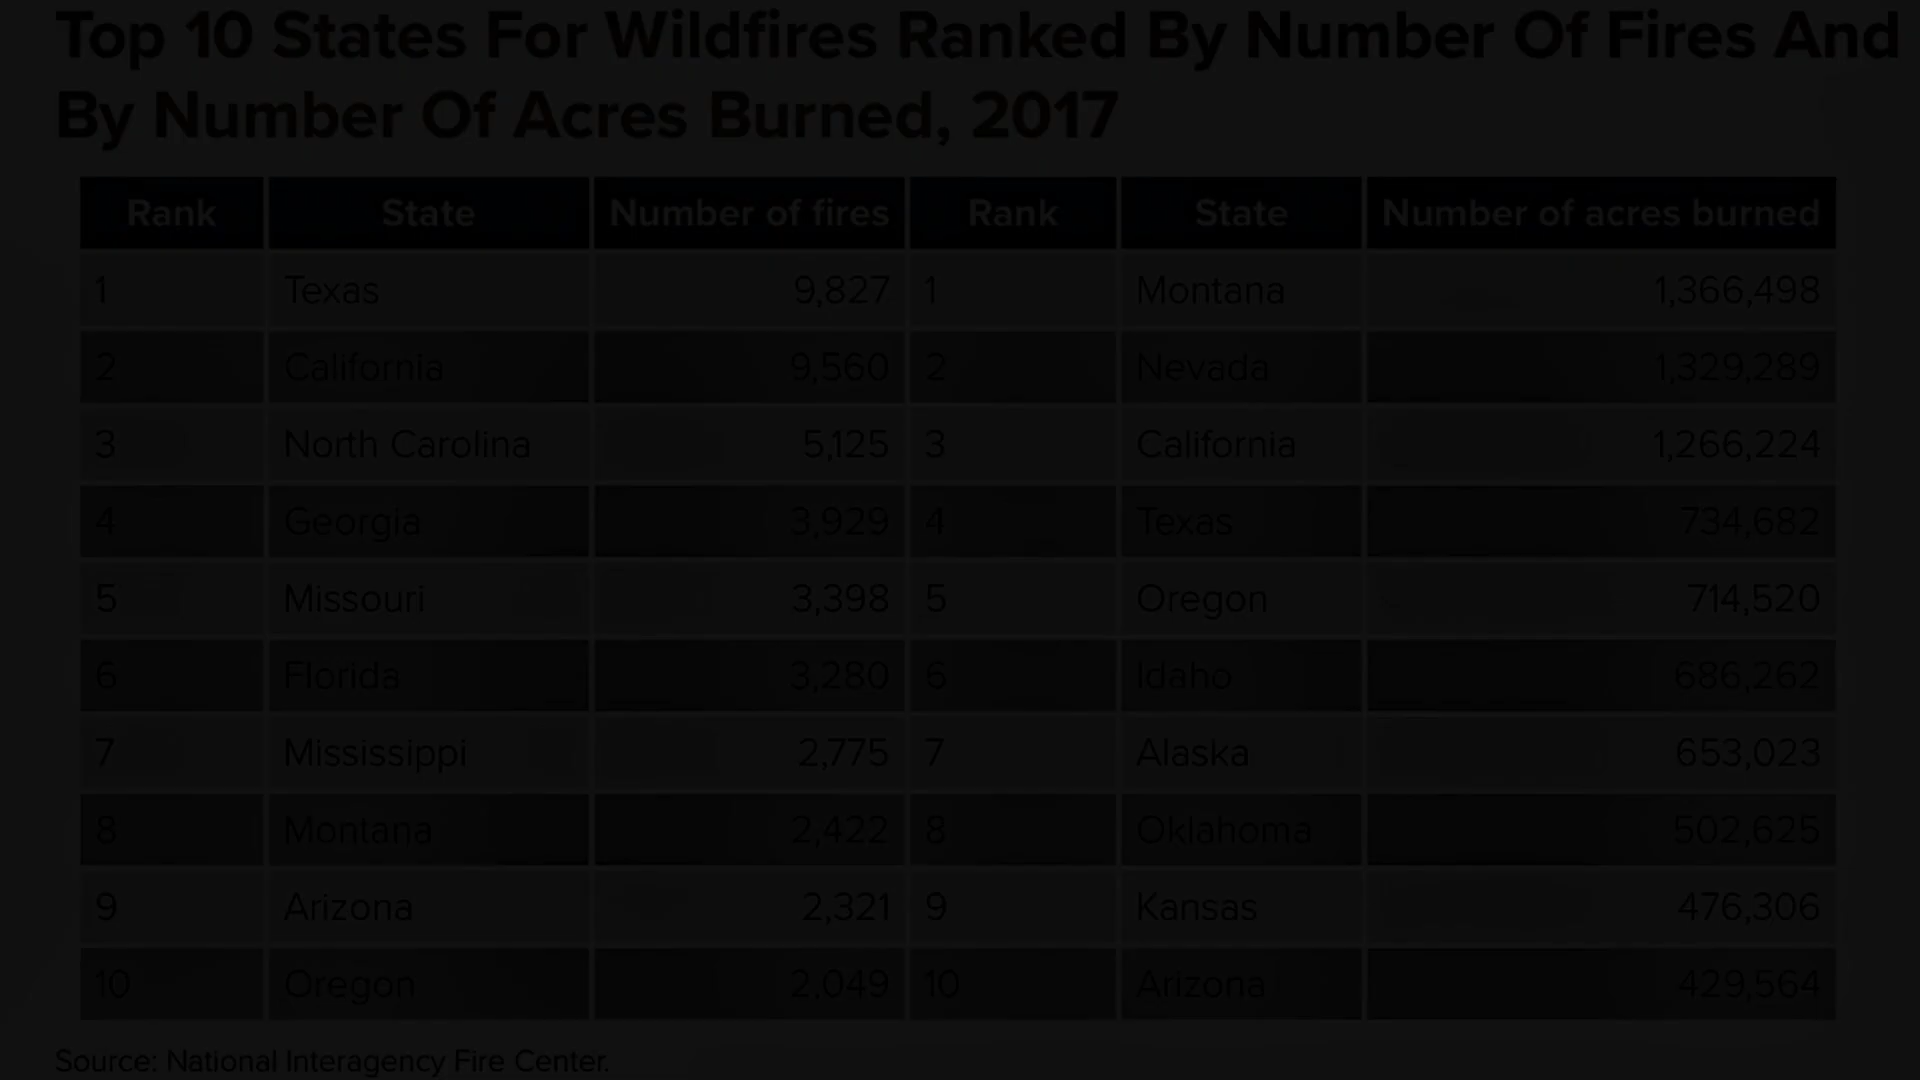 Top 10 States For Wildfires Ranked By Number Of Fires And
By Number Of Acres Burned, 2017
Rank State Number of fires Rank State Number of acres burned
1 Texas 9,827 1 Montana 1,366,498
2 California 9,560 2 Nevada 1,329,289
3 North Carolina 5,125 3 California 1,266,224
4 Georgia 3,929 4 Texas 734,682
5 Missouri 3,398 5 Oregon 714,520
6 Florida 3,280 6 Idaho 686,262
7 Mississippi 2,775 7 Alaska 653,023
8 Montana 2,422 8 Oklahoma 502,625
9 Arizona 2,321 9 Kansas 476,306
10 Oregon 2,049 10 Arizona 429,564
Source: National Interagency Fire Center.